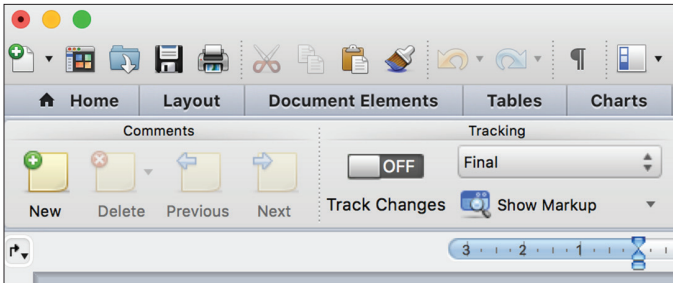 Home Layout Document Elements Tables Charts
Comments Tracking
OFF Final
New Delete Previous Next Track Changes Show Markup
3 2 1